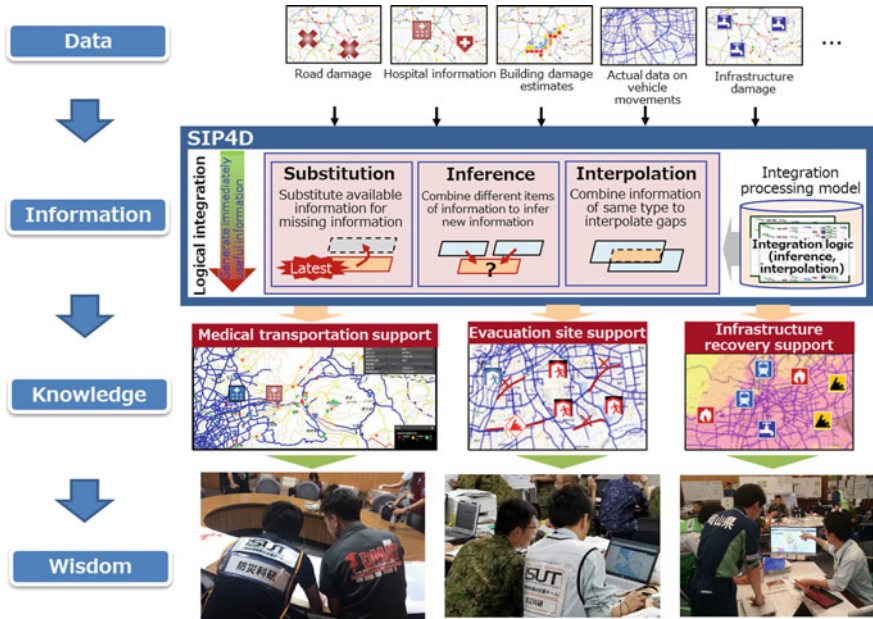 Data
Road damage
Hospital information
Building damage
estimates
Actual data on
vehicle
movements
Infrastructure
damage
...
SIP4D
Information
Logical integration
Generate immediately
useful information
Substitution
Substitute available
information for
missing information
Latest
Inference
Combine different items
of information to infer
new information
?
Interpolation
Combine information
of same type to
interpolate gaps
Integration
processing model
Integration logic
(inference,
interpolation)
Knowledge
Medical transportation support
Evacuation site support
Infrastructure
recovery support
Wisdom
防災科研
SUT